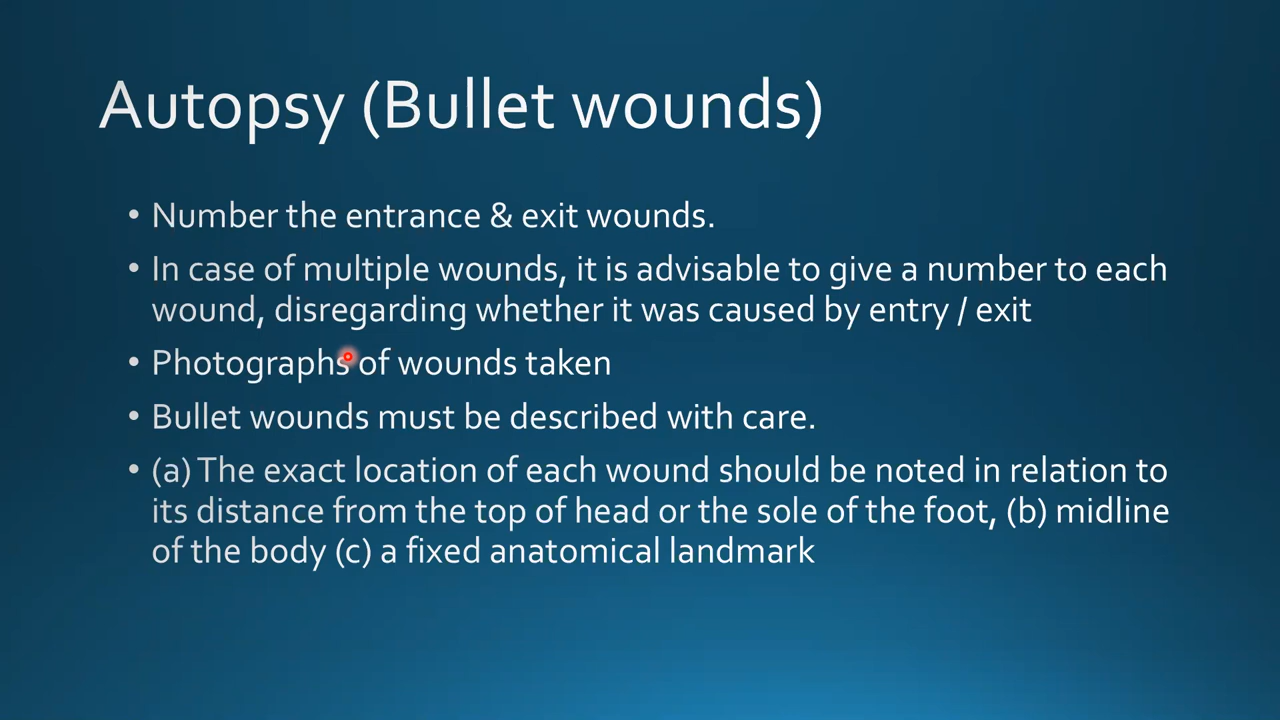 Autopsy (Bullet wounds)
• Number the entrance & exit wounds.
• In case of multiple wounds, it is advisable to give a number to each
wound, disregarding whether it was caused by entry / exit
• Photographs of wounds taken
• Bullet wounds must be described with care.
• (a) The exact location of each wound should be noted in relation to
its distance from the top of head or the sole of the foot, (b) midline
of the body (c) a fixed anatomical landmark